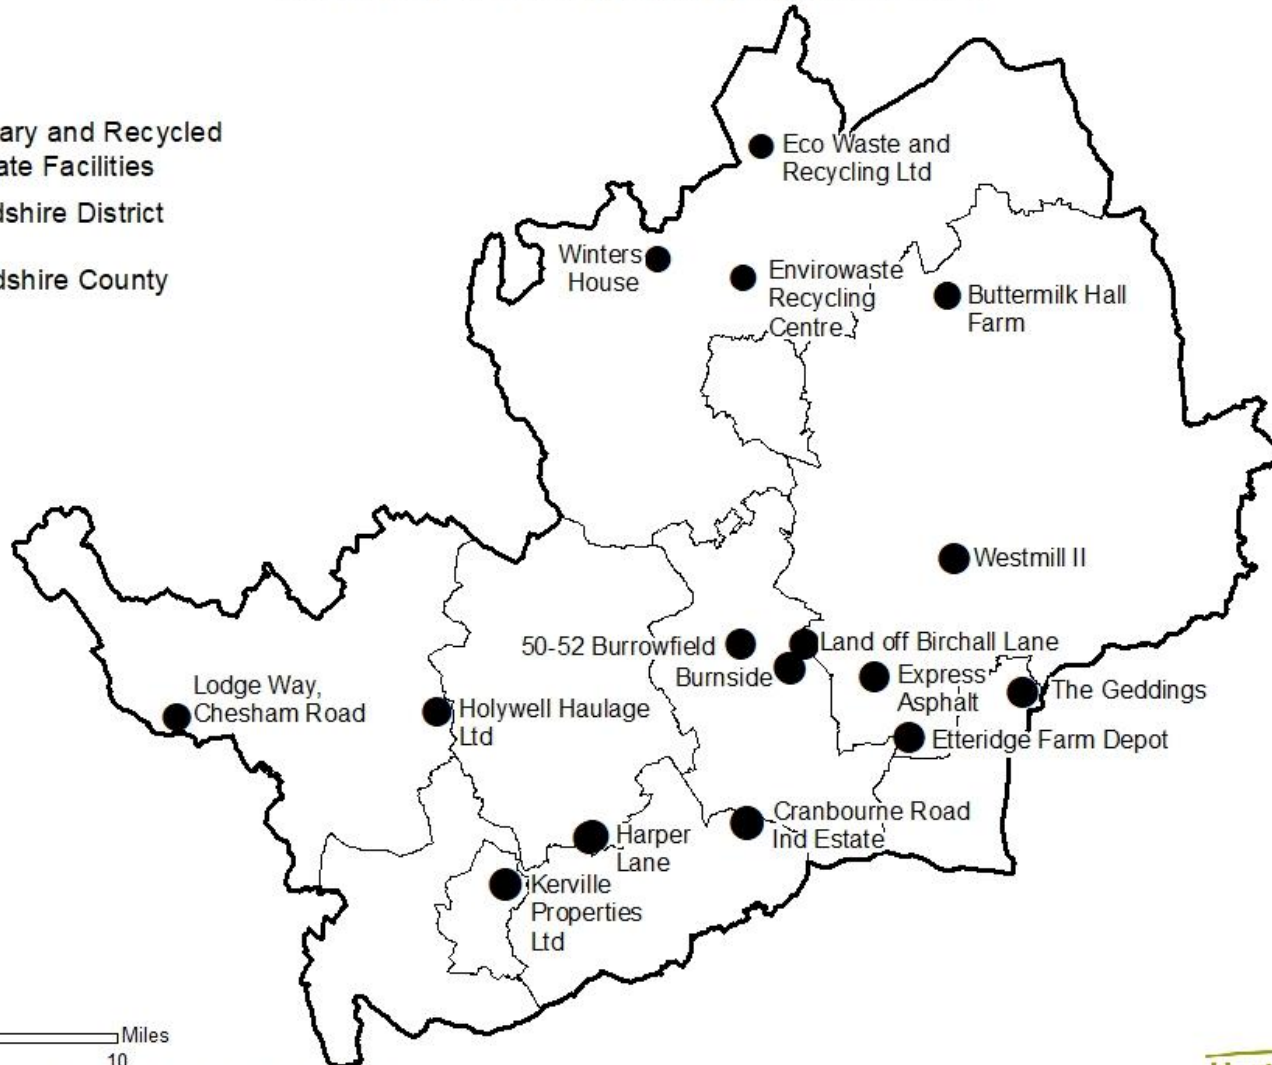 ary and Recycled
ate Facilities
dshire District
dshire County
Eco Waste and
Recycling Ltd
Winters
House
Envirowaste
Recycling
Centre
Buttermilk Hall
Farm
Westmill II
50-52 Burrowfield
Land off Birchall Lane
Burnside
Express
Asphalt
The Geddings
Lodge Way,
Chesham Road
Holywell Haulage
Ltd
Etteridge Farm Depot
Cranbourne Road
Ind Estate
Harper
Lane
Kerville
Properties
Ltd
Miles
10